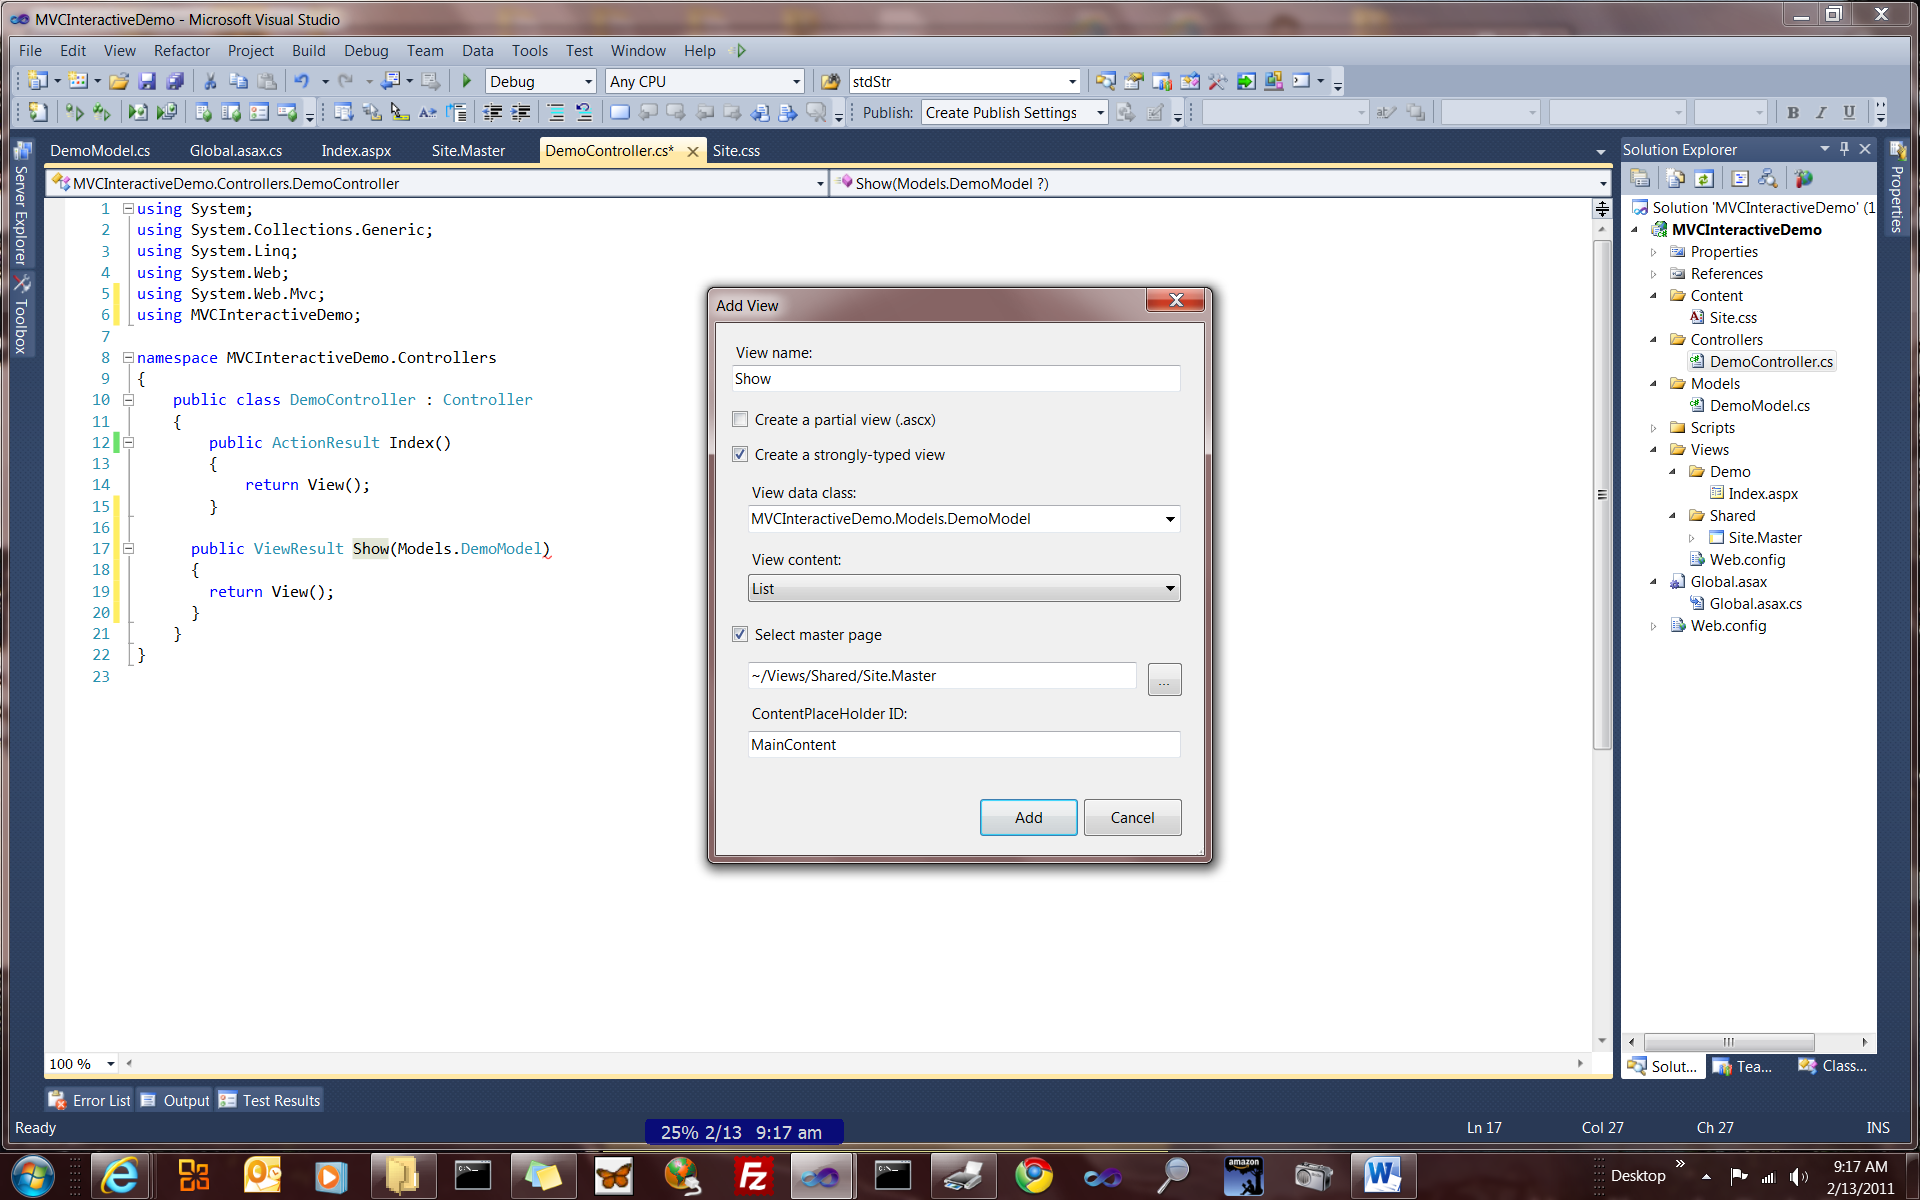 MVCInteractiveDemo - Microsoft Visual Studio
File Edit View Refactor Project Build Debug Team Data Tools Test Window Help
Debug Any CPU stdStr
Publish: Create Publish Settings B I U
DemoModel.cs Global.asax.cs Index.aspx Site.Master DemoController.cs* Site.css
MVCInteractiveDemo.Controllers.DemoController Show(Models.DemoModel ?)
Server Explorer
Toolbox
1 using System;
2 using System.Collections.Generic;
3 using System.Linq;
4 using System.Web;
5 using System.Web.Mvc;
6 using MVCInteractiveDemo;
7
8 namespace MVCInteractiveDemo.Controllers
9 {
10 public class DemoController : Controller
11 {
12 public ActionResult Index()
13 {
14 return View();
15 }
16
17 public ViewResult Show(Models.DemoModel)
18 {
19 return View();
20 }
21 }
22 }
23
100 %
Add View
View name:
Show
Create a partial view (.ascx)
Create a strongly-typed view
View data class:
MVCInteractiveDemo.Models.DemoModel
View content:
List
Select master page
~/Views/Shared/Site.Master
...
ContentPlaceHolder ID:
MainContent
Add Cancel
Solution Explorer
Solution 'MVCInteractiveDemo' (1
MVCInteractiveDemo
Properties
References
Content
Site.css
Controllers
DemoController.cs
Models
DemoModel.cs
Scripts
Views
Demo
Index.aspx
Shared
Site.Master
Web.config
Global.asax
Global.asax.cs
Web.config
Solut... Tea... Class...
Properties
Error List Output Test Results
Ready Ln 17 Col 27 Ch 27 INS
25% 2/13 9:17 am
amazon
Desktop
9:17 AM
2/13/2011